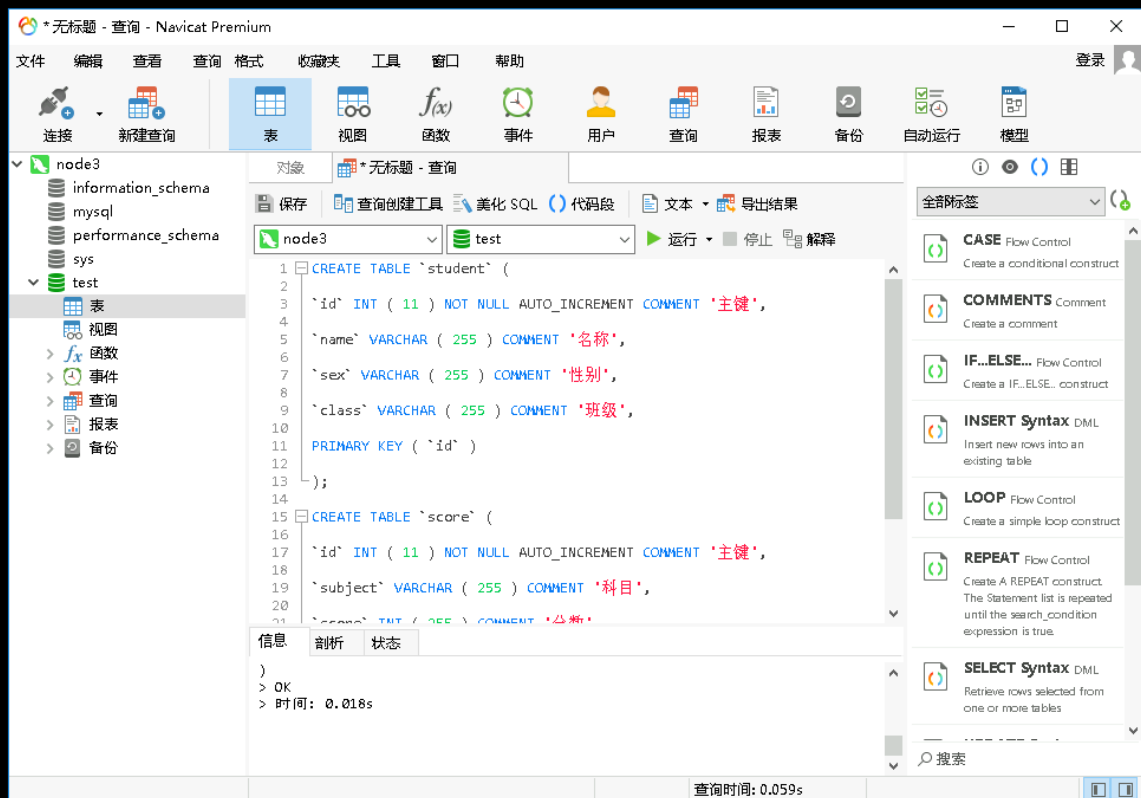 * 无标题 - 查询 - Navicat Premium
文件 编辑 查看 查询 格式 收藏夹 工具 窗口 帮助 登录
连接 新建查询 表 视图 函数 事件 用户 查询 报表 备份 自动运行 模型
node3
information_schema
mysql
performance_schema
sys
test
表
视图
函数
事件
查询
报表
备份
对象 * 无标题 - 查询
保存 查询创建工具 美化 SQL () 代码段 文本 导出结果
node3 test 运行 停止 解释
1 CREATE TABLE `student` (
2
3 `id` INT ( 11 ) NOT NULL AUTO_INCREMENT COMMENT '主键',
4
5 `name` VARCHAR ( 255 ) COMMENT '名称',
6
7 `sex` VARCHAR ( 255 ) COMMENT '性别',
8
9 `class` VARCHAR ( 255 ) COMMENT '班级',
10
11 PRIMARY KEY ( `id` )
12
13 );
14
15 CREATE TABLE `score` (
16
17 `id` INT ( 11 ) NOT NULL AUTO_INCREMENT COMMENT '主键',
18
19 `subject` VARCHAR ( 255 ) COMMENT '科目',
20
21 `score` INT ( 255 ) COMMENT '分数',
信息 剖析 状态
)
> OK
> 时间: 0.018s
查询时间: 0.059s
全部标签
CASE Flow Control
Create a conditional construct
COMMENTS Comment
Create a comment
IF...ELSE... Flow Control
Create a IF...ELSE... construct
INSERT Syntax DML
Insert new rows into an
existing table
LOOP Flow Control
Create a simple loop construct
REPEAT Flow Control
Create A REPEAT construct.
The Statement list is repeated
until the search_condition
expression is true.
SELECT Syntax DML
Retrieve rows selected from
one or more tables
搜索